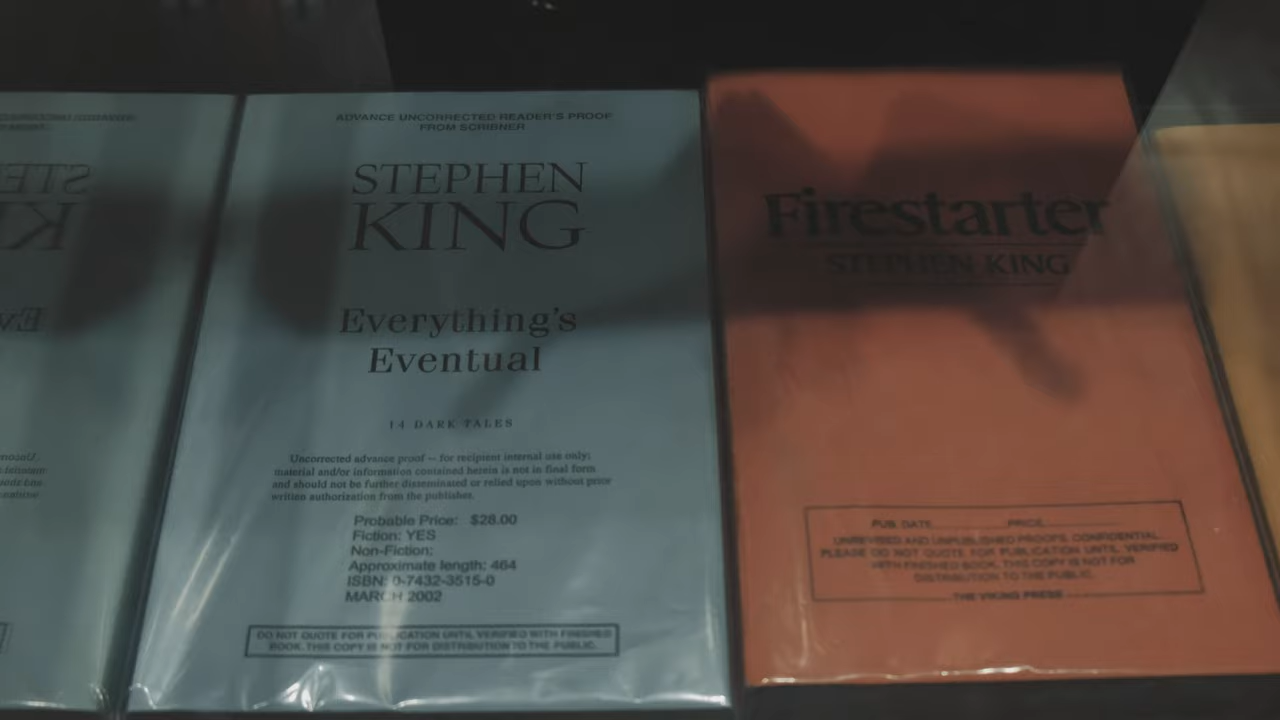 ADVANCE UNCORRECTED READER'S PROOF
FROM SCRIBNER
STEPHEN
KING
Everything's
Eventual
14 DARK TALES
Uncorrected advance proof — for recipient internal use only;
material and/or information contained herein is not in final form
and should not be further disseminated or relied upon without prior
written authorization from the publisher.
Probable Price: $28.00
Fiction: YES
Non-Fiction:
Approximate length: 464
ISBN: 0-7432-3515-0
MARCH 2002
DO NOT QUOTE FOR PUBLICATION UNTIL VERIFIED WITH FINISHED
BOOK. THIS COPY IS NOT FOR DISTRIBUTION TO THE PUBLIC.
Firestarter
STEPHEN KING
PUB. DATE PRICE
UNREVISED AND UNPUBLISHED PROOFS. CONFIDENTIAL.
PLEASE DO NOT QUOTE FOR PUBLICATION UNTIL VERIFIED
WITH FINISHED BOOK. THIS COPY IS NOT FOR
DISTRIBUTION TO THE PUBLIC.
THE VIKING PRESS